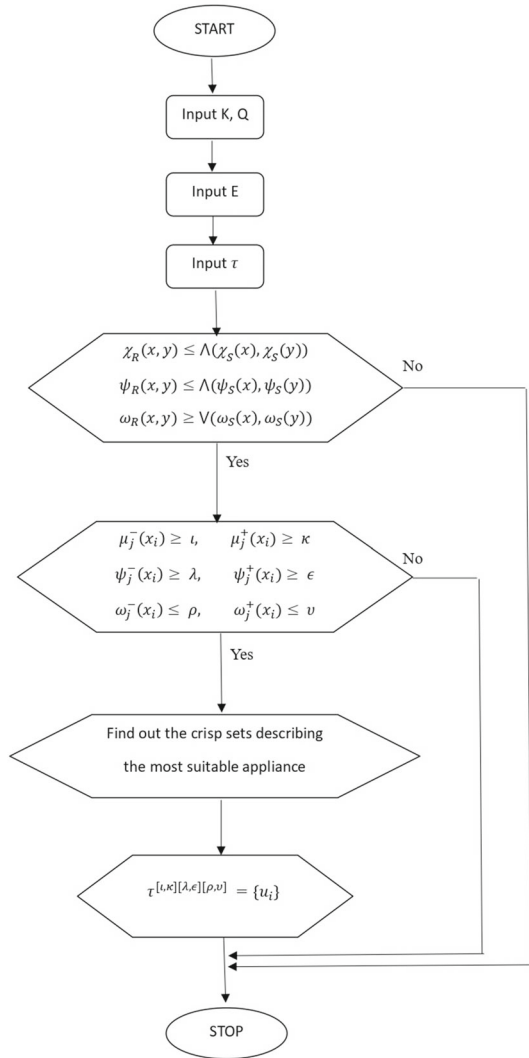 START
Input K, Q
Input E
Input τ
χ_R(x, y) ≤ Λ(χ_S(x), χ_S(y))
ψ_R(x, y) ≤ Λ(ψ_S(x), ψ_S(y))
ω_R(x, y) ≥ V(ω_S(x), ω_S(y))
No
Yes
μ_j^-(x_i) ≥ ι, μ_j^+(x_i) ≥ κ
ψ_j^-(x_i) ≥ λ, ψ_j^+(x_i) ≥ ϵ
ω_j^-(x_i) ≤ ρ, ω_j^+(x_i) ≤ υ
No
Yes
Find out the crisp sets describing
the most suitable appliance
τ^{[ι,κ][λ,ϵ][ρ,υ]} = {u_i}
STOP